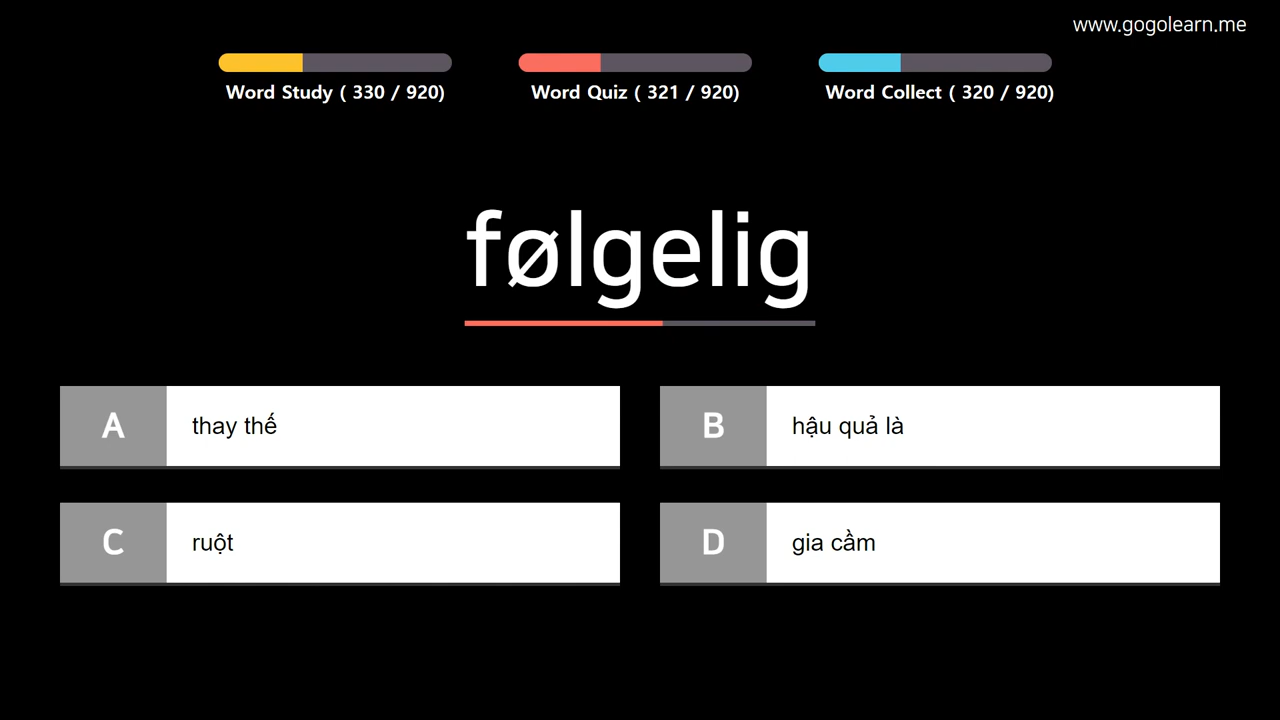 www.gogolearn.me
Word Study ( 330 / 920)
Word Quiz ( 321 / 920)
Word Collect ( 320 / 920)
følgelig
A thay thế
B hậu quả là
C ruột
D gia cầm